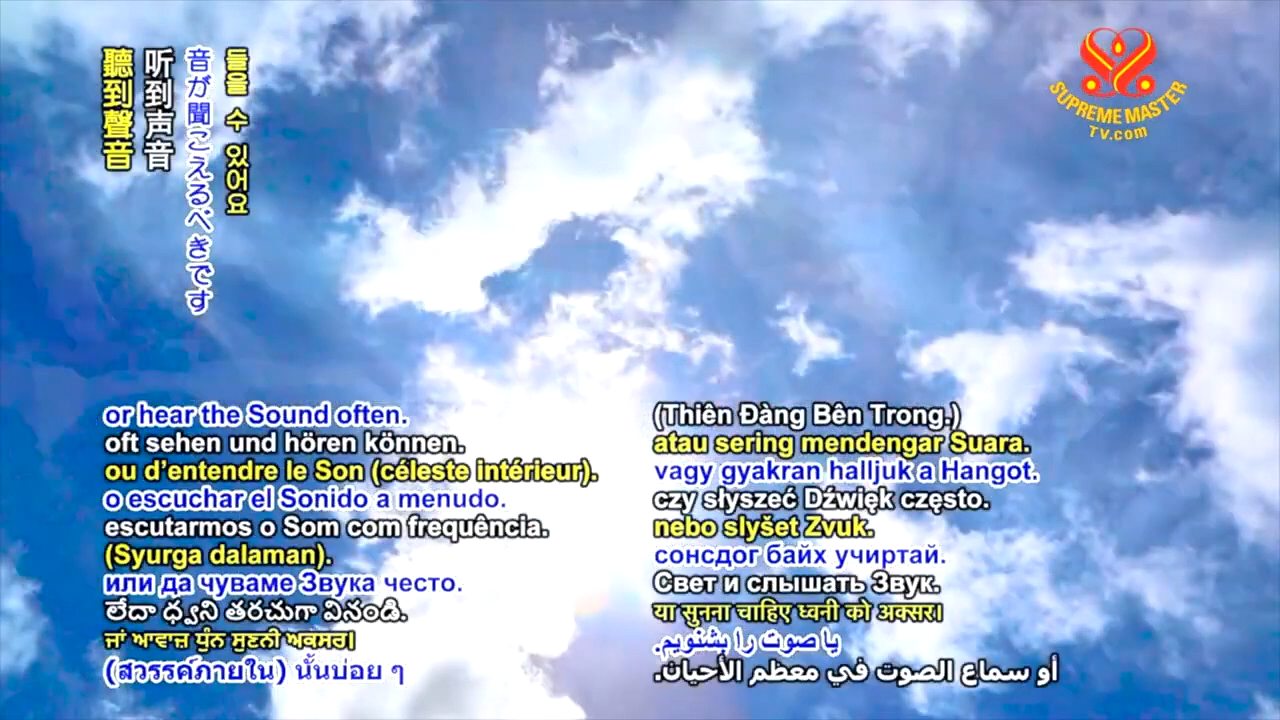 聽到聲音
听到声音
音が聞こえるべきです
들을 수 있어요
SUPREME MASTER
TV.com
or hear the Sound often.
oft sehen und hören können.
ou d’entendre le Son (céleste intérieur).
o escuchar el Sonido a menudo.
escutarmos o Som com frequência.
(Syurga dalaman).
или да чуваме Звука често.
లేదా ధ్వని తరచుగా వినండి.
ਜਾਂ ਆਵਾਜ਼ ਧੁੰਨ ਸੁਣਨੀ ਅਕਸਰ।
(สวรรค์ภายใน) นั้นบ่อย ๆ
(Thiên Đàng Bên Trong.)
atau sering mendengar Suara.
vagy gyakran halljuk a Hangot.
czy słyszeć Dźwięk często.
nebo slyšet Zvuk.
сонсдог байх учиртай.
Свет и слышать Звук.
या सुनना चाहिए ध्वनी को अक्सर।
یا صوت را بشنویم.
أو سماع الصوت في معظم الأحيان.